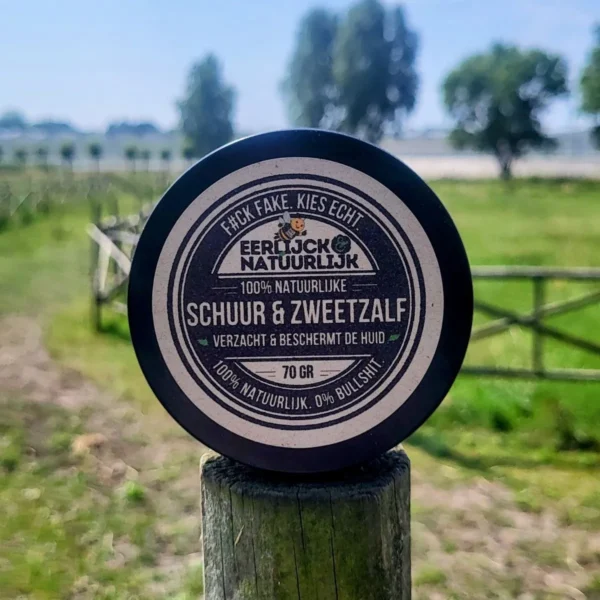 F#CK FAKE. KIES ECHT.
EERLIJCK &
NATUURLIJK
100% NATUURLIJKE
SCHUUR & ZWEETZALF
VERZACHT & BESCHERMT DE HUID
70 GR
100% NATUURLIJK. 0% BULLSHIT.